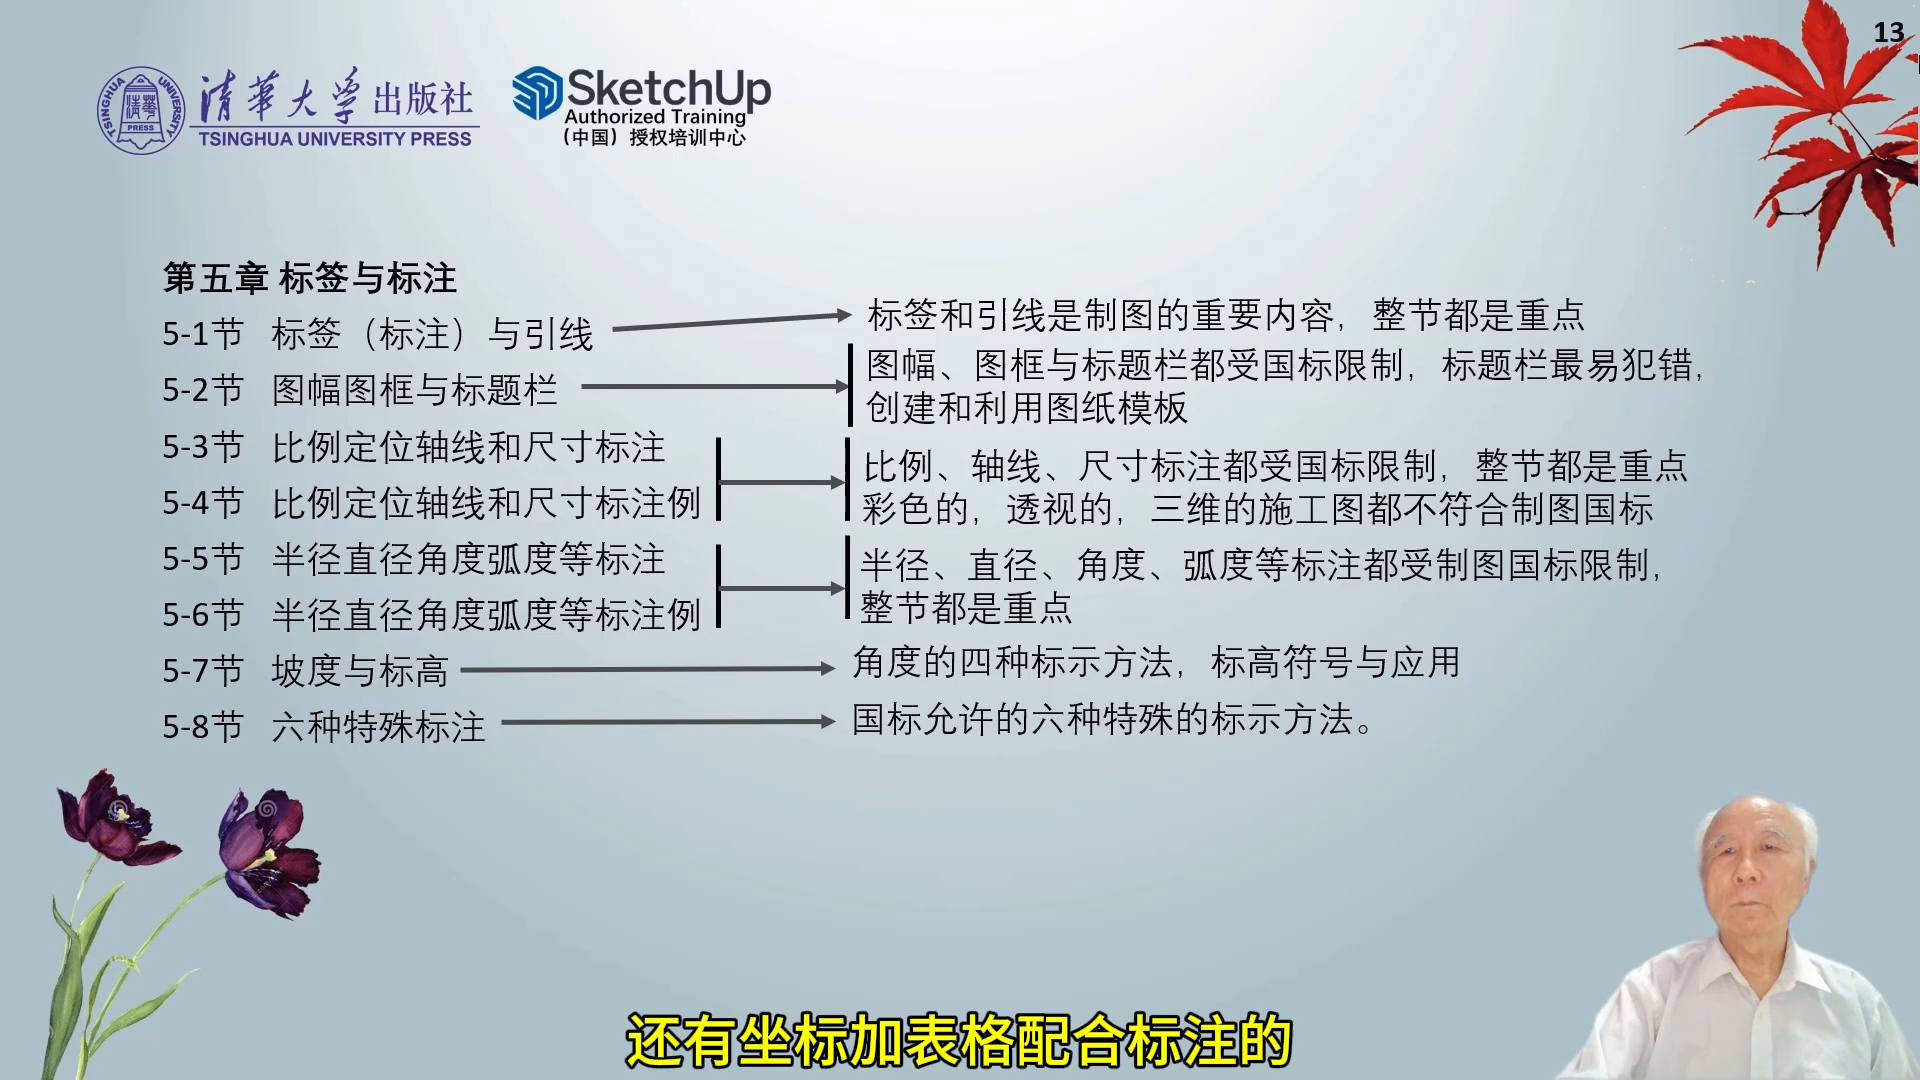 13
清華大学出版社
TSINGHUA UNIVERSITY PRESS
TSINGHUA UNIVERSITY
清華
PRESS
SketchUp
Authorized Training
（中国）授权培训中心
第五章 标签与标注
5-1节 标签（标注）与引线
标签和引线是制图的重要内容，整节都是重点
5-2节 图幅图框与标题栏
图幅、图框与标题栏都受国标限制，标题栏最易犯错，
创建和利用图纸模板
5-3节 比例定位轴线和尺寸标注
5-4节 比例定位轴线和尺寸标注例
比例、轴线、尺寸标注都受国标限制，整节都是重点
彩色的，透视的，三维的施工图都不符合制图国标
5-5节 半径直径角度弧度等标注
5-6节 半径直径角度弧度等标注例
半径、直径、角度、弧度等标注都受制图国标限制，
整节都是重点
5-7节 坡度与标高
角度的四种标示方法，标高符号与应用
5-8节 六种特殊标注
国标允许的六种特殊的标示方法。
还有坐标加表格配合标注的